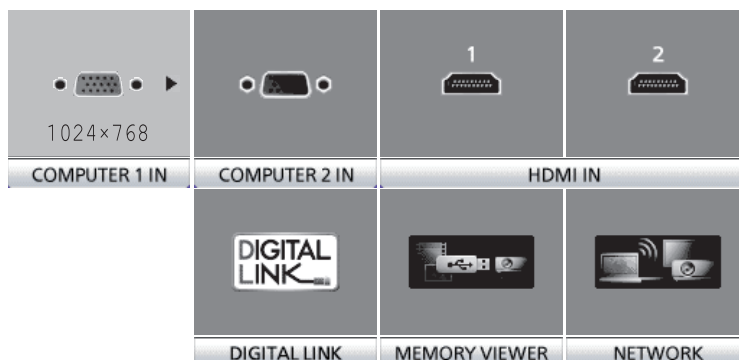 1 2
1024×768
COMPUTER 1 IN COMPUTER 2 IN HDMI IN
DIGITAL
LINK
DIGITAL LINK MEMORY VIEWER NETWORK